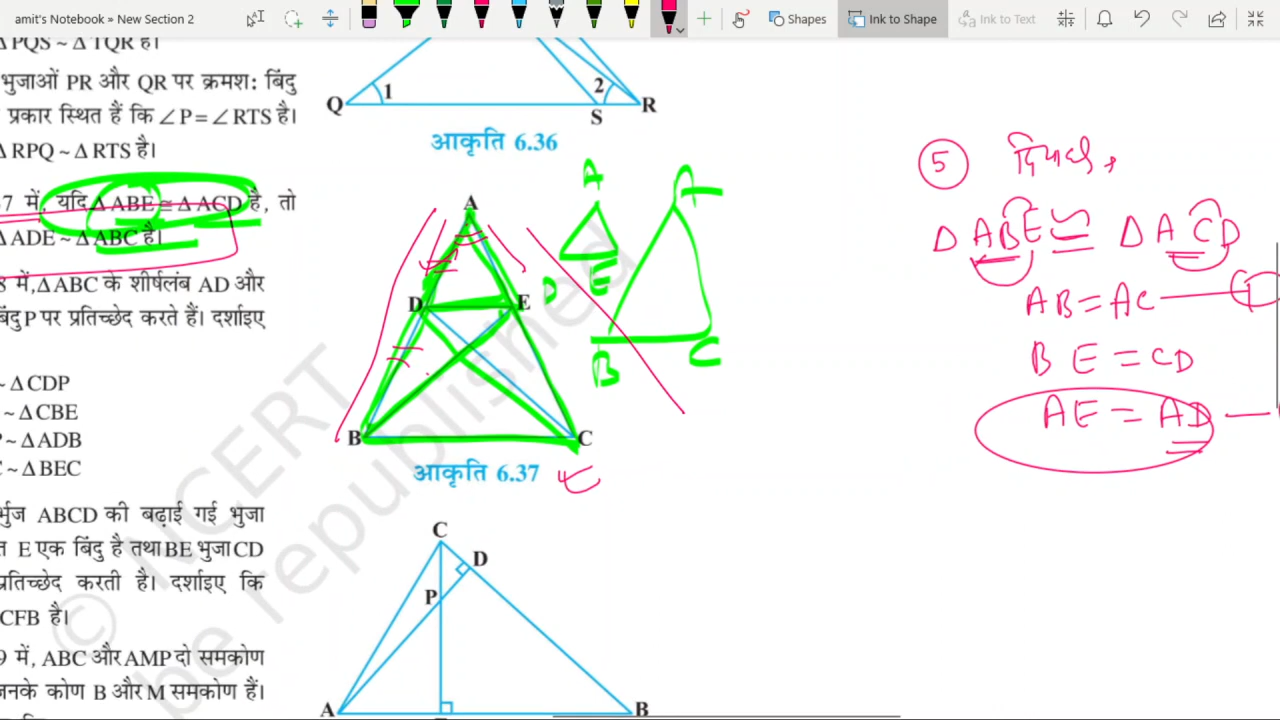 amit's Notebook » New Section 2
Shapes
Ink to Shape
Ink to Text
Δ PQS ~ Δ TQR है।
भुजाओं PR और QR पर क्रमश: बिंदु
प्रकार स्थित हैं कि ∠P = ∠RTS है।
Δ RPQ ~ Δ RTS है।
7 में, यदि Δ ABE ≅ Δ ACD है, तो
Δ ADE ~ Δ ABC है।
8 में, Δ ABC के शीर्षलंब AD और
बिंदु P पर प्रतिच्छेद करते हैं। दर्शाइए
~ Δ CDP
~ Δ CBE
~ Δ ADB
~ Δ BEC
ABCD की बढ़ाई गई भुजा
E एक बिंदु है तथा BE भुजा CD
प्रतिच्छेद करती है। दर्शाइए कि
CFB है।
9 में, ABC और AMP दो समकोण
जिनके कोण B और M समकोण हैं।
Q 1 2 S R
आकृति 6.36
A
D E
B C
आकृति 6.37
A
D E
A
B C
C
D
P
A B
© NCERT
be republished
5
Δ ABE ≅ Δ ACD
AB = AC — 1
BE = CD
AE = AD —